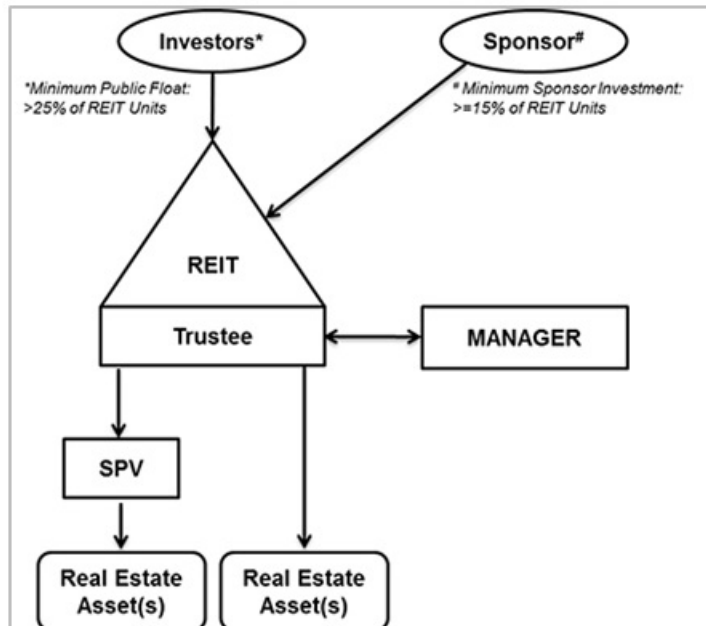 Investors*
Sponsor#
*Minimum Public Float:
>25% of REIT Units
# Minimum Sponsor Investment:
>=15% of REIT Units
REIT
Trustee
MANAGER
SPV
Real Estate
Asset(s)
Real Estate
Asset(s)